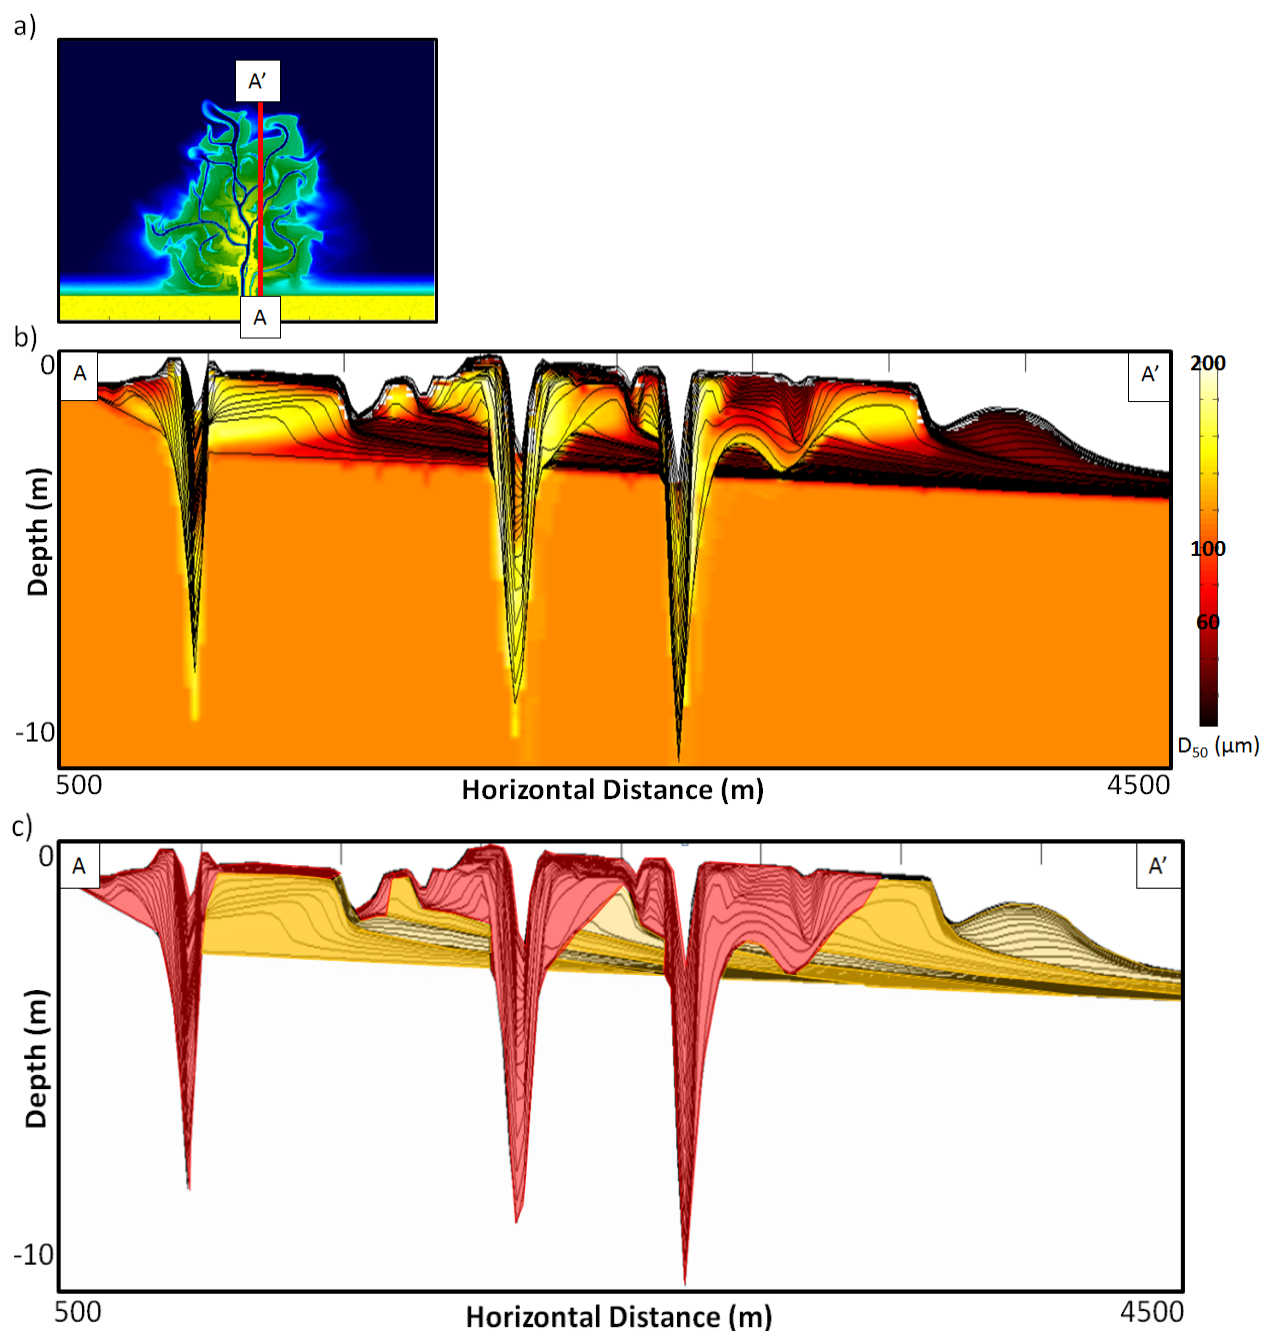 a)
A’
A
b)
0
A
A’
200
100
60
Depth (m)
-10
D50 (μm)
500
Horizontal Distance (m)
4500
c)
0
A
A’
Depth (m)
-10
500
Horizontal Distance (m)
4500